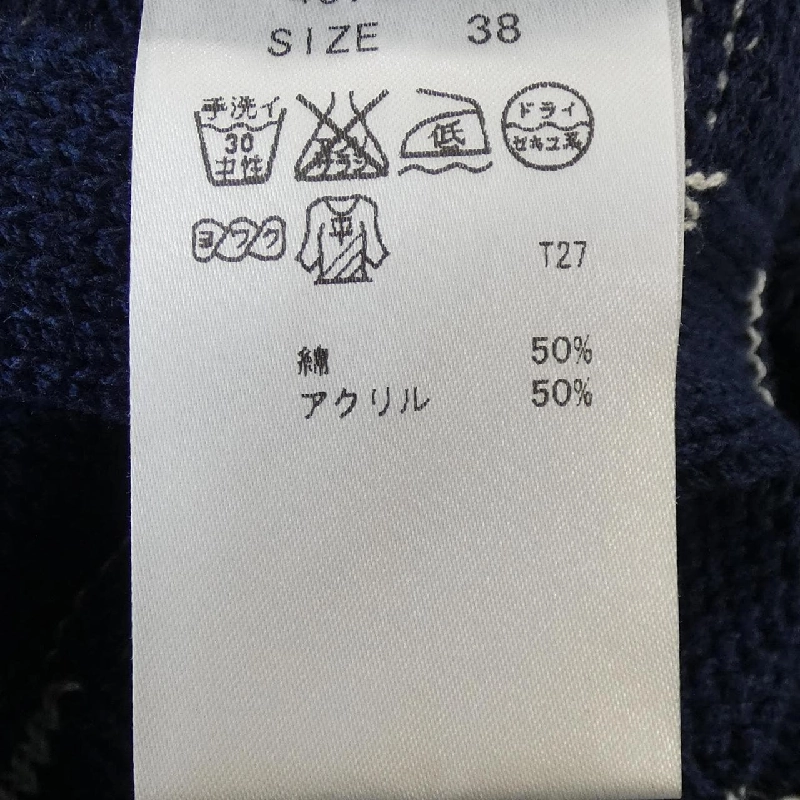 SIZE 38
手洗イ
30
中性
低
ドライ
セキユ系
ヨワク
平
T27
綿 50%
アクリル 50%